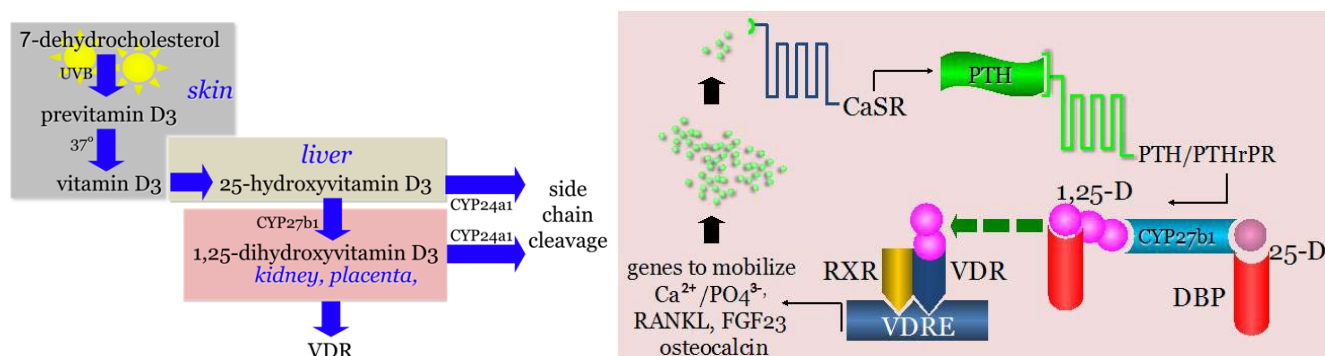 7-dehydrocholesterol
UVB
skin
previtamin D3
37°
vitamin D3
liver
25-hydroxyvitamin D3
CYP24a1
CYP27b1
1,25-dihydroxyvitamin D3
CYP24a1
kidney, placenta,
side
chain
cleavage
VDR
CaSR
PTH
PTH/PTHrPR
1,25-D
CYP27b1
25-D
DBP
RXR
VDR
VDRE
genes to mobilize
Ca²⁺/PO4³⁻,
RANKL, FGF23
osteocalcin